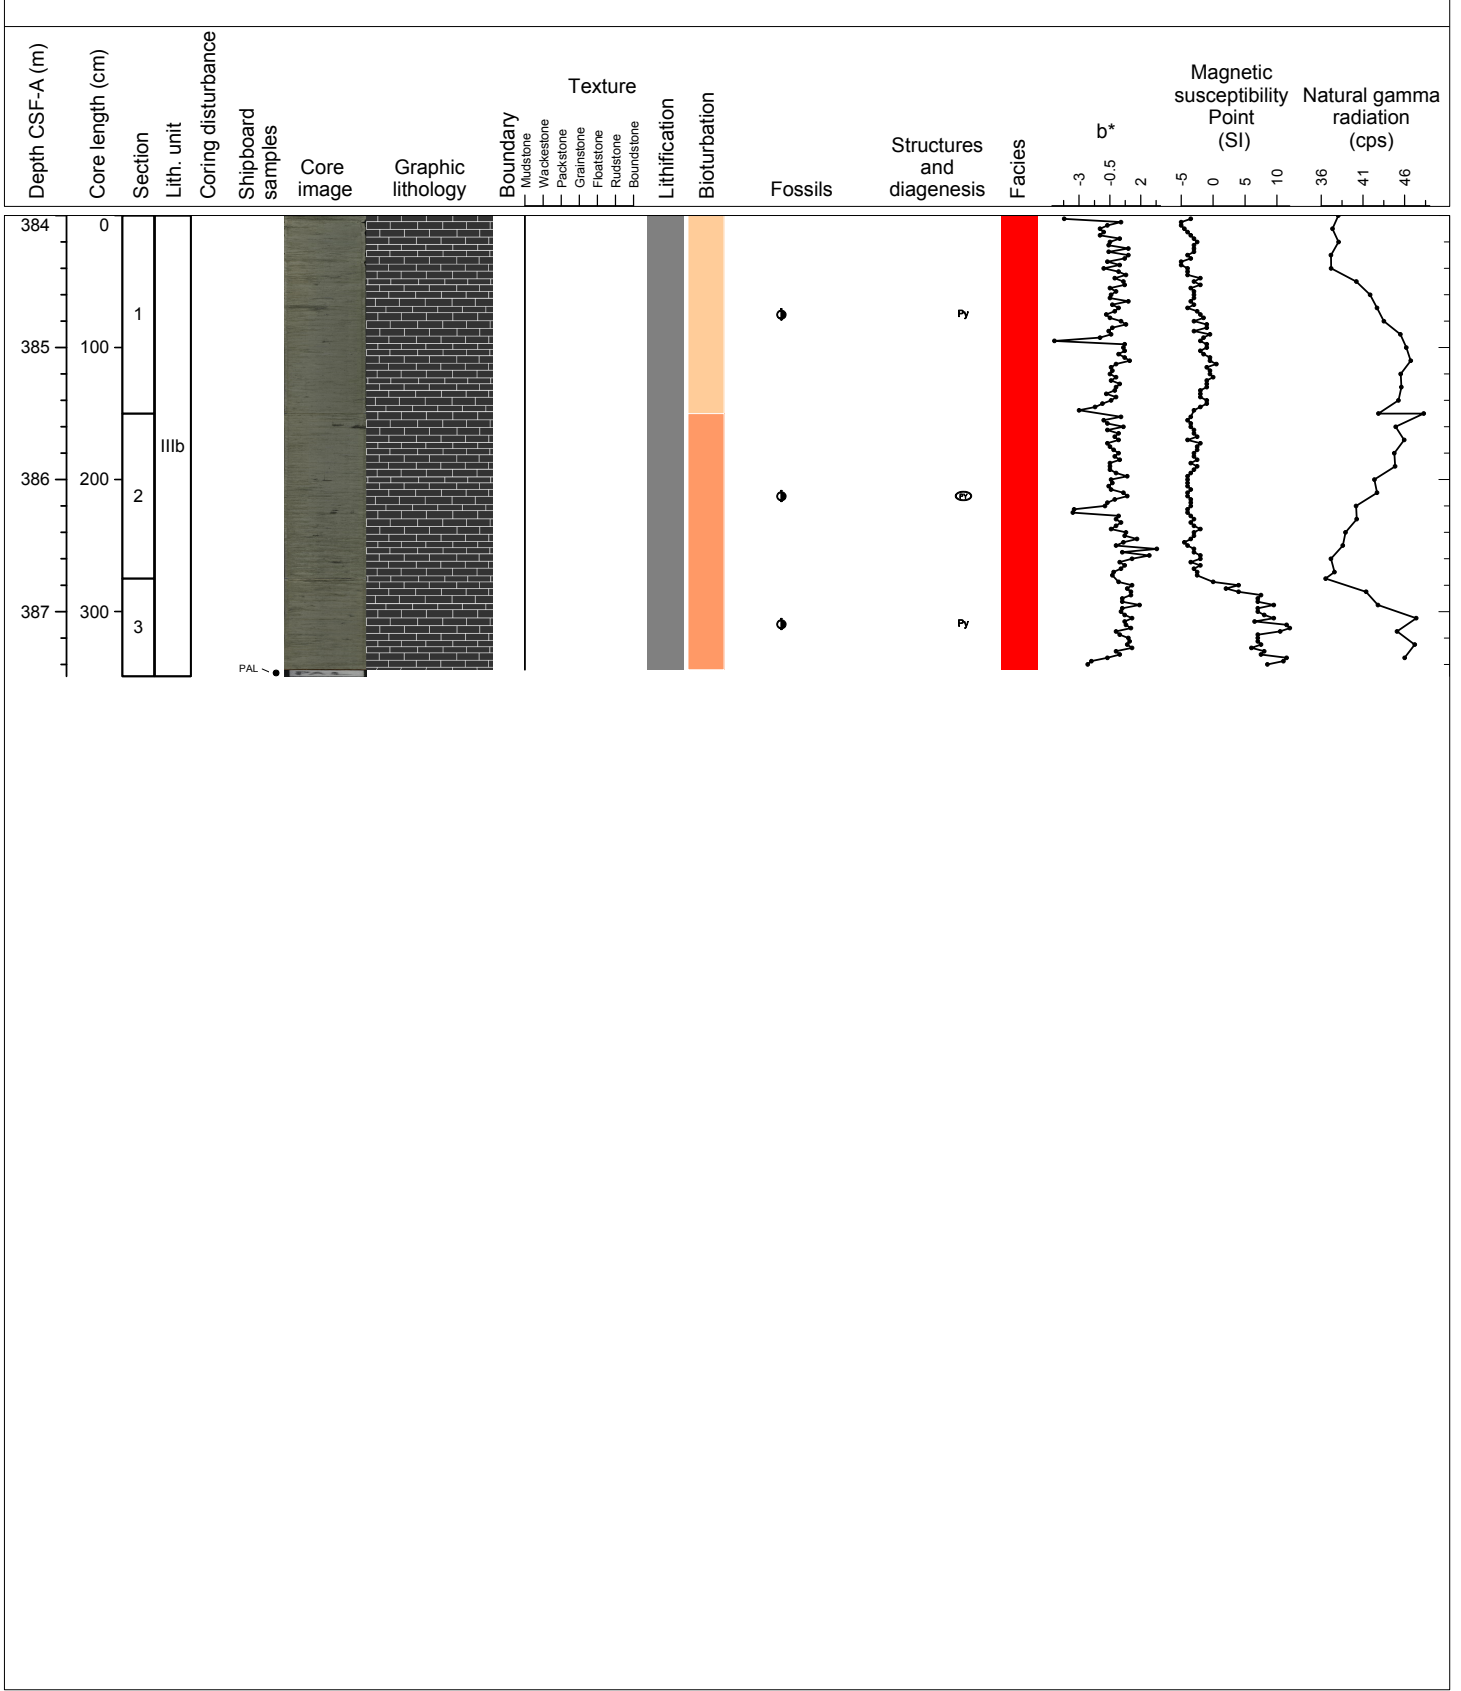 Depth CSF-A (m)
Core length (cm)
Section
Lith. unit
Coring disturbance
Shipboard
samples
Core
image
Graphic
lithology
Boundary
Texture
Mudstone
Wackestone
Packstone
Grainstone
Floatstone
Rudstone
Boundstone
Lithification
Bioturbation
Fossils
Structures
and
diagenesis
Facies
b*
-3
-0.5
2
Magnetic
susceptibility
Point
(SI)
-5
0
5
10
Natural gamma
radiation
(cps)
36
41
46
384
0
1
Py
385
100
IIIb
386
200
2
PY
387
300
3
Py
PAL
PAL